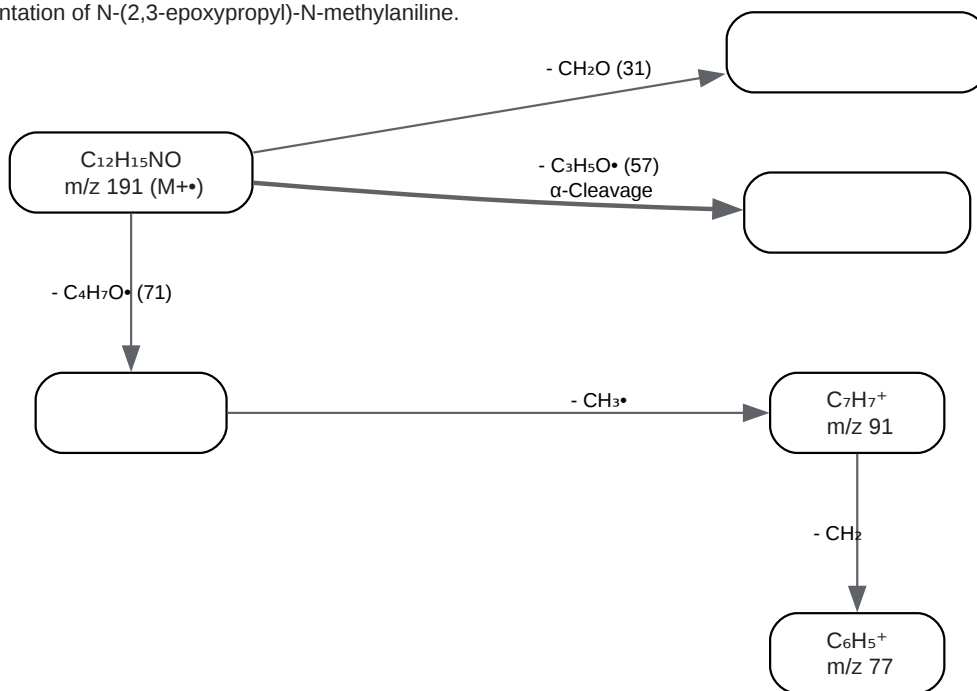 ntation of N-(2,3-epoxypropyl)-N-methylaniline.
- CH₂O (31)
C₁₂H₁₅NO
m/z 191 (M+•)
- C₃H₅O• (57)
α-Cleavage
- C₄H₇O• (71)
- CH₃•
C₇H₇⁺
m/z 91
- CH₂
C₆H₅⁺
m/z 77